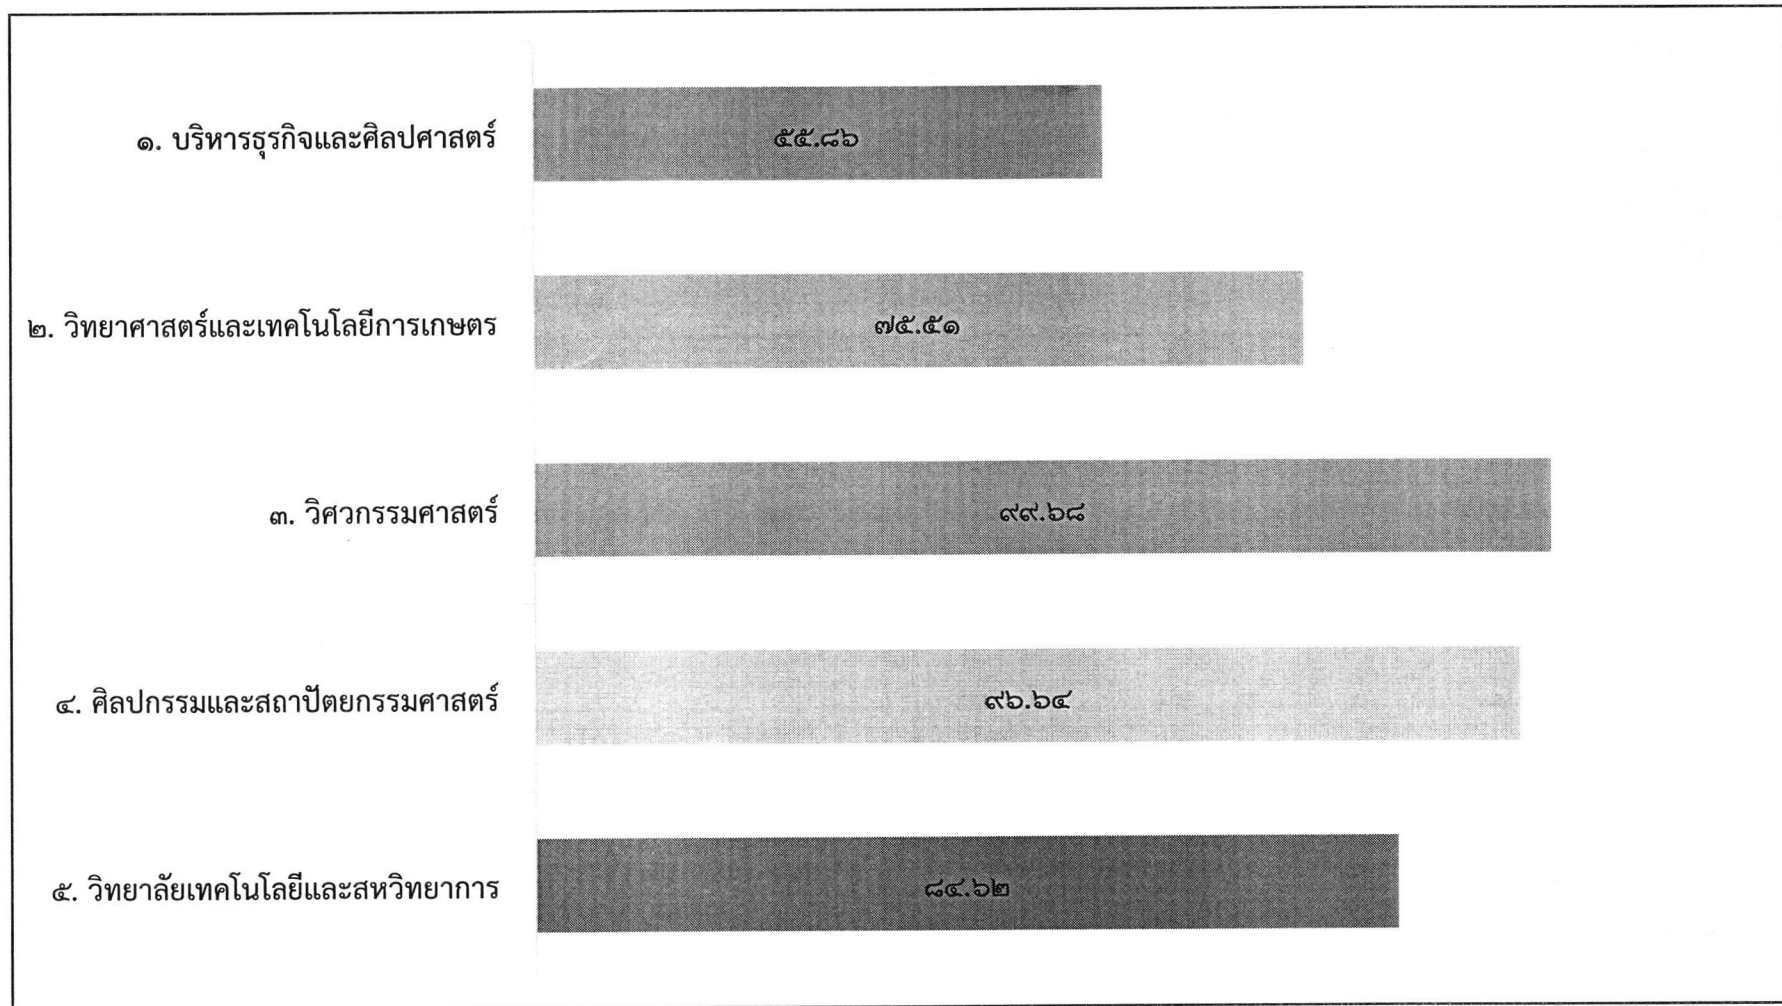 ๑. บริหารธุรกิจและศิลปศาสตร์ ๕๕.๘๖
๒. วิทยาศาสตร์และเทคโนโลยีการเกษตร ๗๕.๕๑
๓. วิศวกรรมศาสตร์ ๙๙.๖๘
๔. ศิลปกรรมและสถาปัตยกรรมศาสตร์ ๙๖.๖๔
๕. วิทยาลัยเทคโนโลยีและสหวิทยาการ ๘๔.๖๒